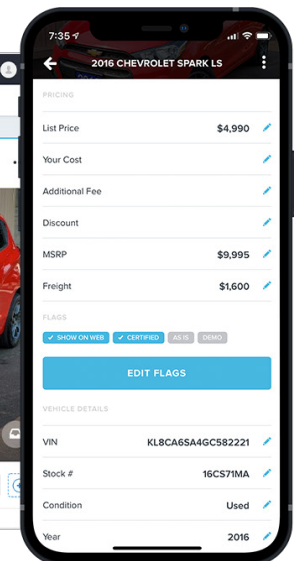 7:35
2016 CHEVROLET SPARK LS
PRICING
List Price $4,990
Your Cost
Additional Fee
Discount
MSRP $9,995
Freight $1,600
FLAGS
SHOW ON WEB CERTIFIED AS IS DEMO
EDIT FLAGS
VEHICLE DETAILS
VIN KL8CA6SA4GC582221
Stock # 16CS71MA
Condition Used
Year 2016